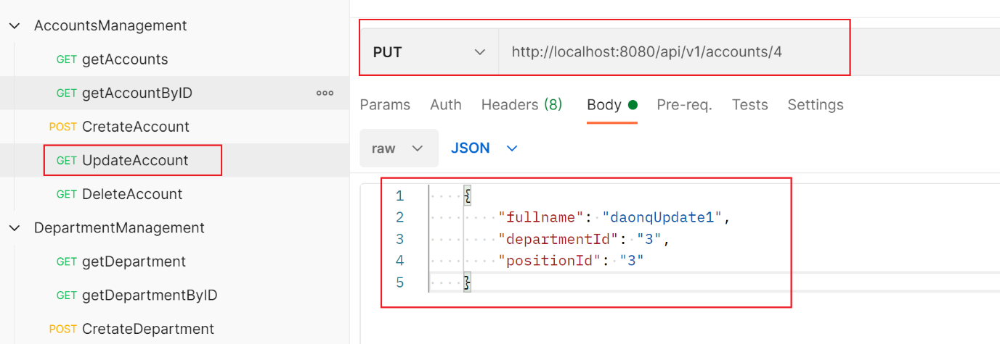 AccountsManagement
GET getAccounts
GET getAccountByID
POST CretateAccount
GET UpdateAccount
GET DeleteAccount
DepartmentManagement
GET getDepartment
GET getDepartmentByID
POST CretateDepartment
PUT http://localhost:8080/api/v1/accounts/4
Params Auth Headers (8) Body Pre-req. Tests Settings
raw JSON
1 {
2 "fullname": "daonqUpdate1",
3 "departmentId": "3",
4 "positionId": "3"
5 }